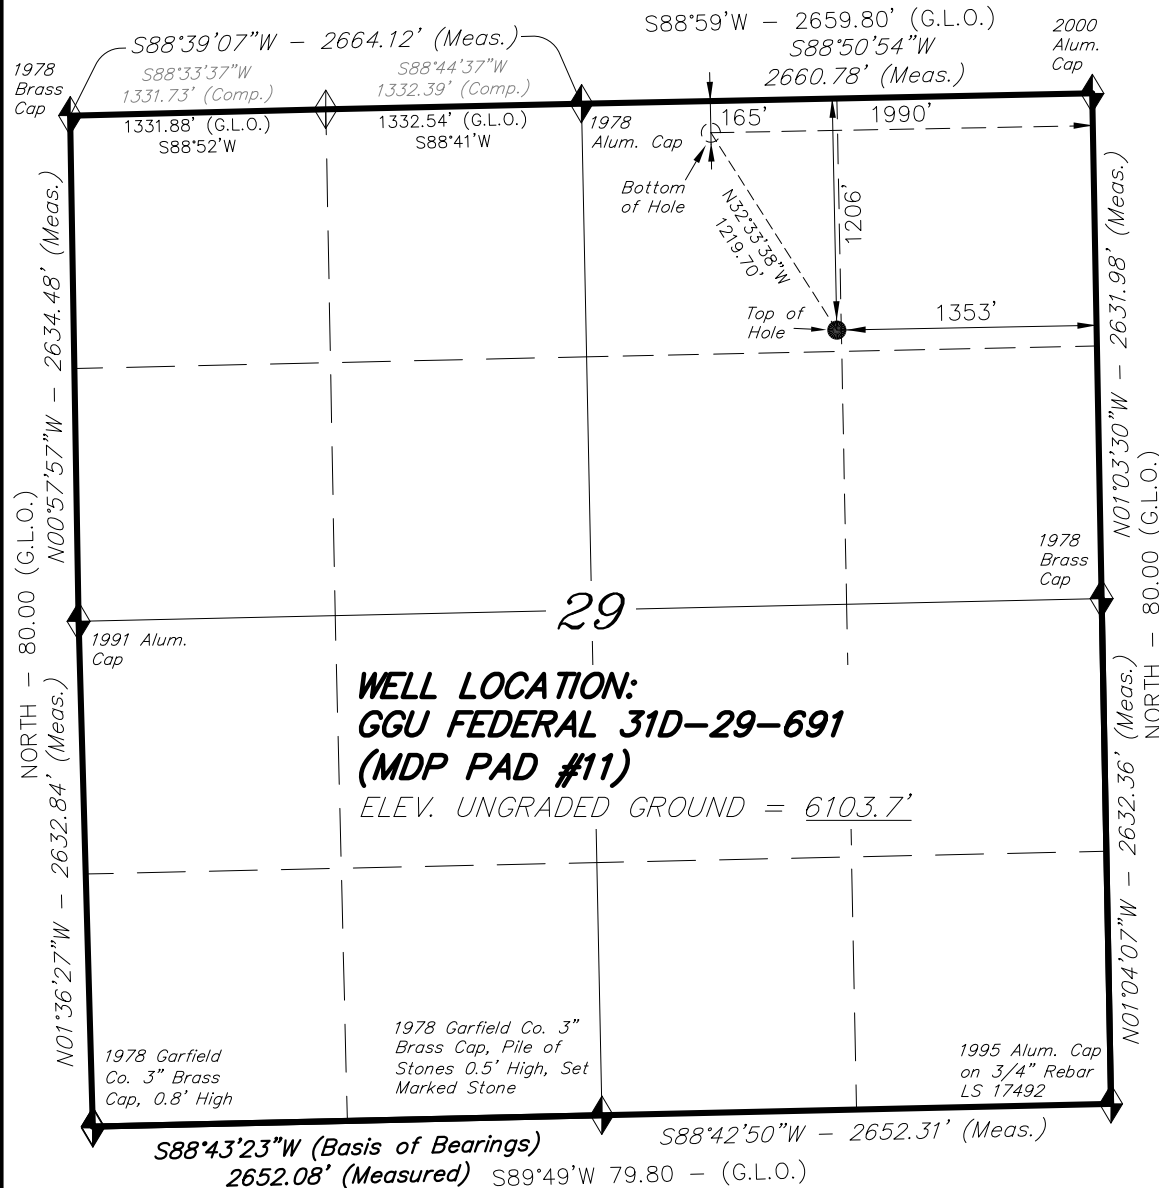 S88°59'W - 2659.80' (G.L.O.)
S88°50'54"W
2660.78' (Meas.)
2000
Alum.
Cap
S88°39'07"W - 2664.12' (Meas.)
1978
Brass
Cap
S88°33'37"W
1331.73' (Comp.)
S88°44'37"W
1332.39' (Comp.)
1331.88' (G.L.O.)
S88°52'W
1332.54' (G.L.O.)
S88°41'W
1978
Alum. Cap
165'
1990'
Bottom
of Hole
N32°33'38"W
1219.70'
1206'
Top of
Hole
1353'
N00°57'57"W - 2634.48' (Meas.)
N01°03'30"W - 2631.98' (Meas.)
NORTH - 80.00 (G.L.O.)
NORTH - 80.00 (G.L.O.)
1978
Brass
Cap
29
1991 Alum.
Cap
WELL LOCATION:
GGU FEDERAL 31D-29-691
(MDP PAD #11)
ELEV. UNGRADED GROUND = 6103.7'
N01°36'27"W - 2632.84' (Meas.)
N01°04'07"W - 2632.36' (Meas.)
1978 Garfield
Co. 3" Brass
Cap, 0.8' High
1978 Garfield Co. 3"
Brass Cap, Pile of
Stones 0.5' High, Set
Marked Stone
1995 Alum. Cap
on 3/4" Rebar
LS 17492
S88°43'23"W (Basis of Bearings)
2652.08' (Measured)
S88°42'50"W - 2652.31' (Meas.)
S89°49'W 79.80 - (G.L.O.)